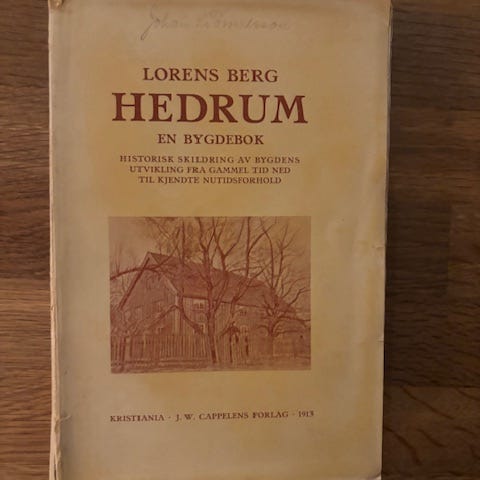 Johan
LORENS BERG
HEDRUM
EN BYGDEBOK
HISTORISK SKILDRING AV BYGDENS
UTVIKLING FRA GAMMEL TID NED
TIL KJENDTE NUTIDSFORHOLD
KRISTIANIA · J. W. CAPPELENS FORLAG · 1913